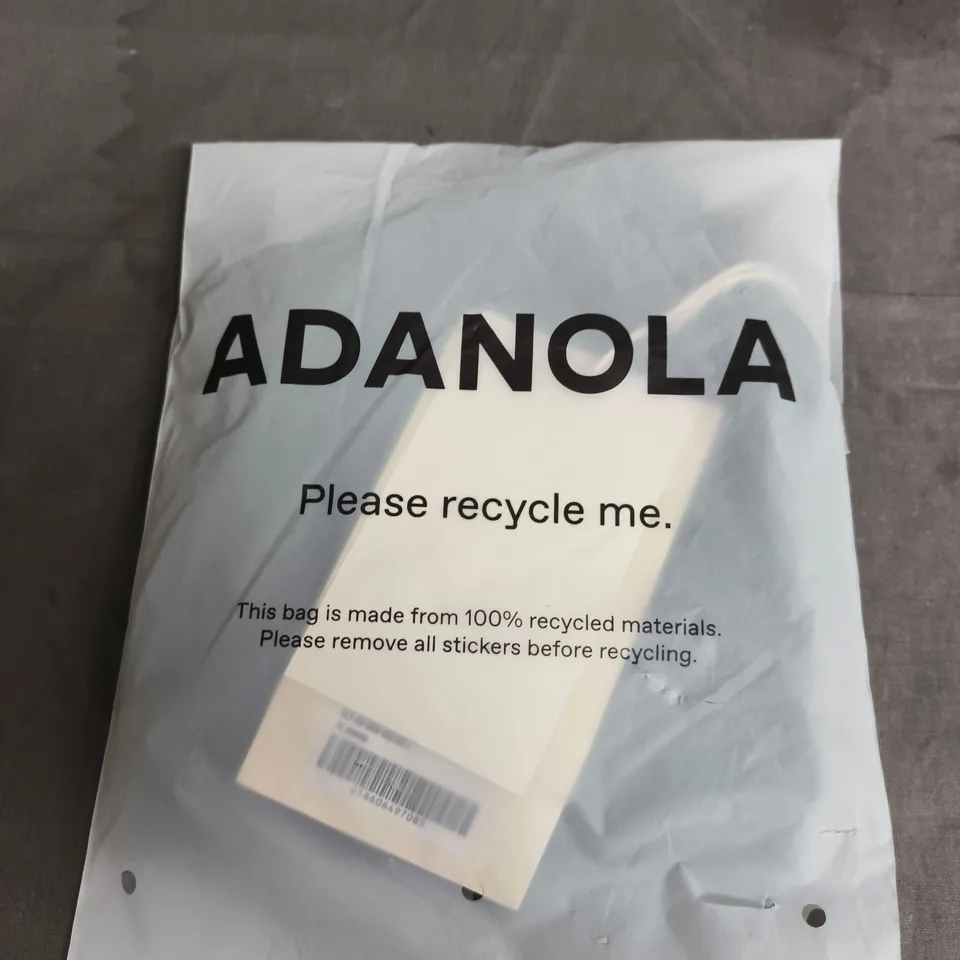 ADANOLA
Please recycle me.
This bag is made from 100% recycled materials.
Please remove all stickers before recycling.